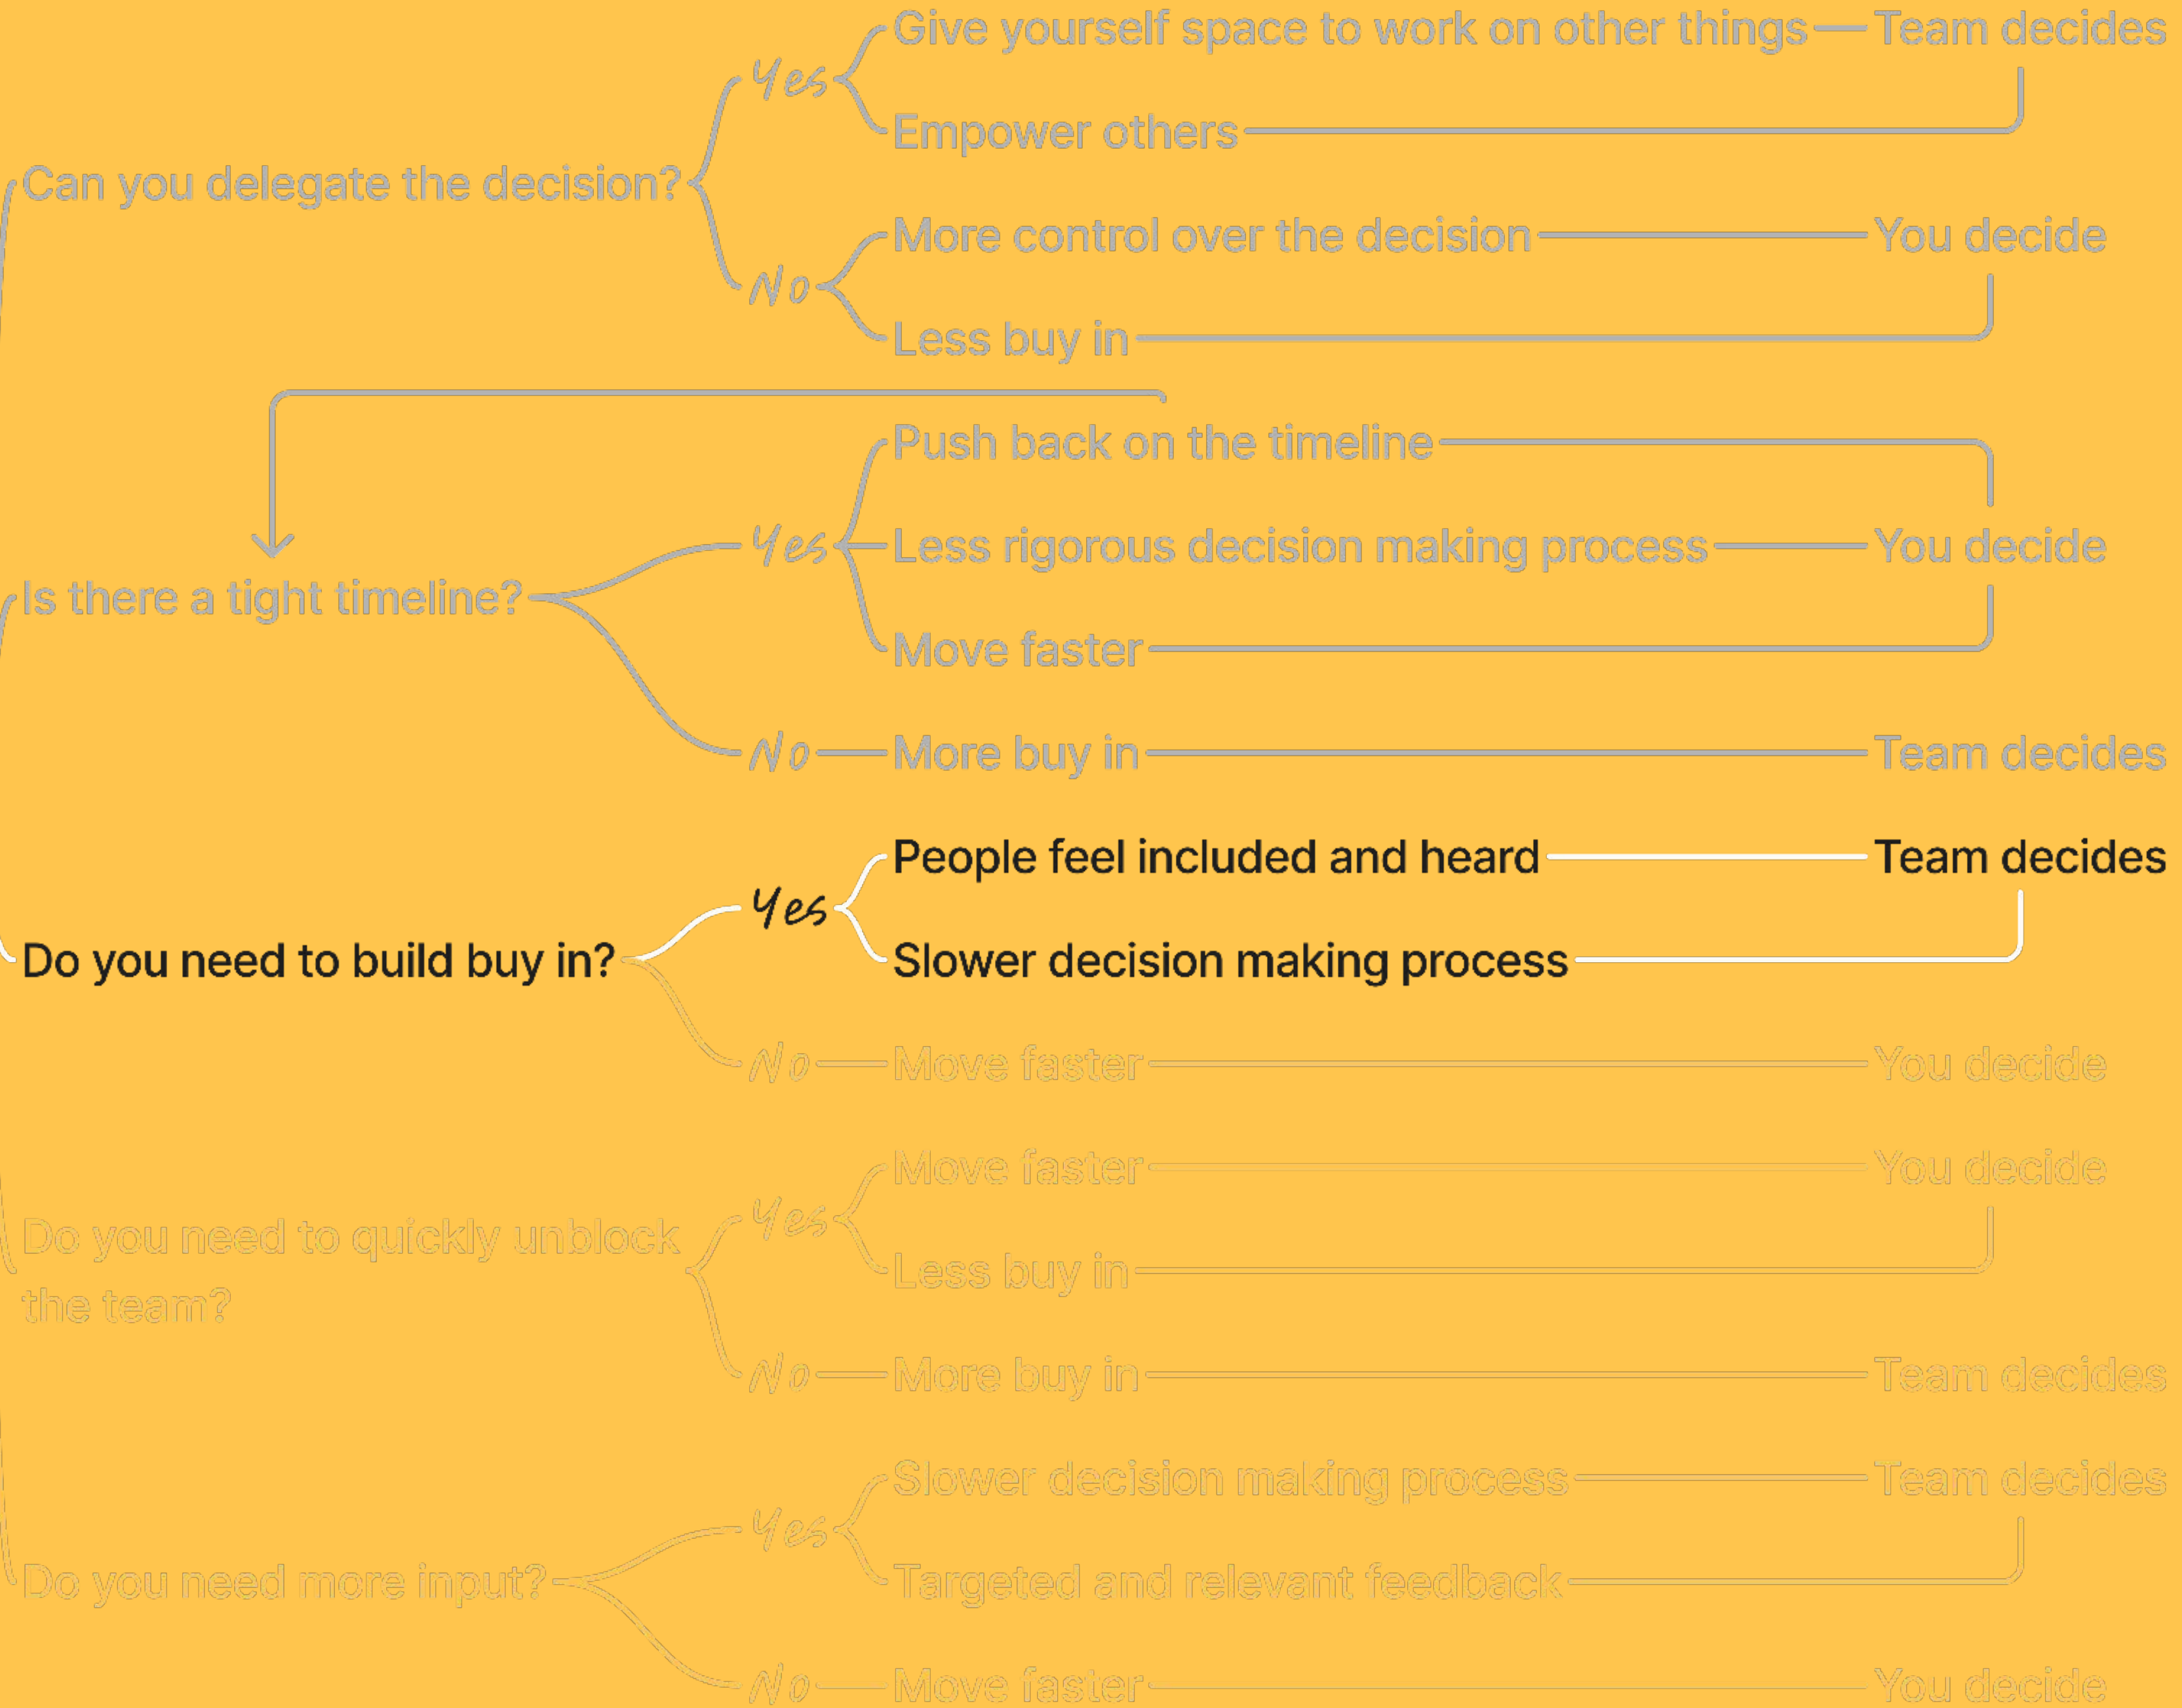 Give yourself space to work on other things Team decides
Yes
Empower others
Can you delegate the decision?
More control over the decision You decide
No
Less buy in
Push back on the timeline
Yes Less rigorous decision making process You decide
Is there a tight timeline?
Move faster
No More buy in Team decides
People feel included and heard Team decides
Yes
Do you need to build buy in? Slower decision making process
No Move faster You decide
Move faster You decide
Yes
Do you need to quickly unblock
Less buy in
the team?
No More buy in Team decides
Slower decision making process Team decides
Yes
Do you need more input? Targeted and relevant feedback
No Move faster You decide